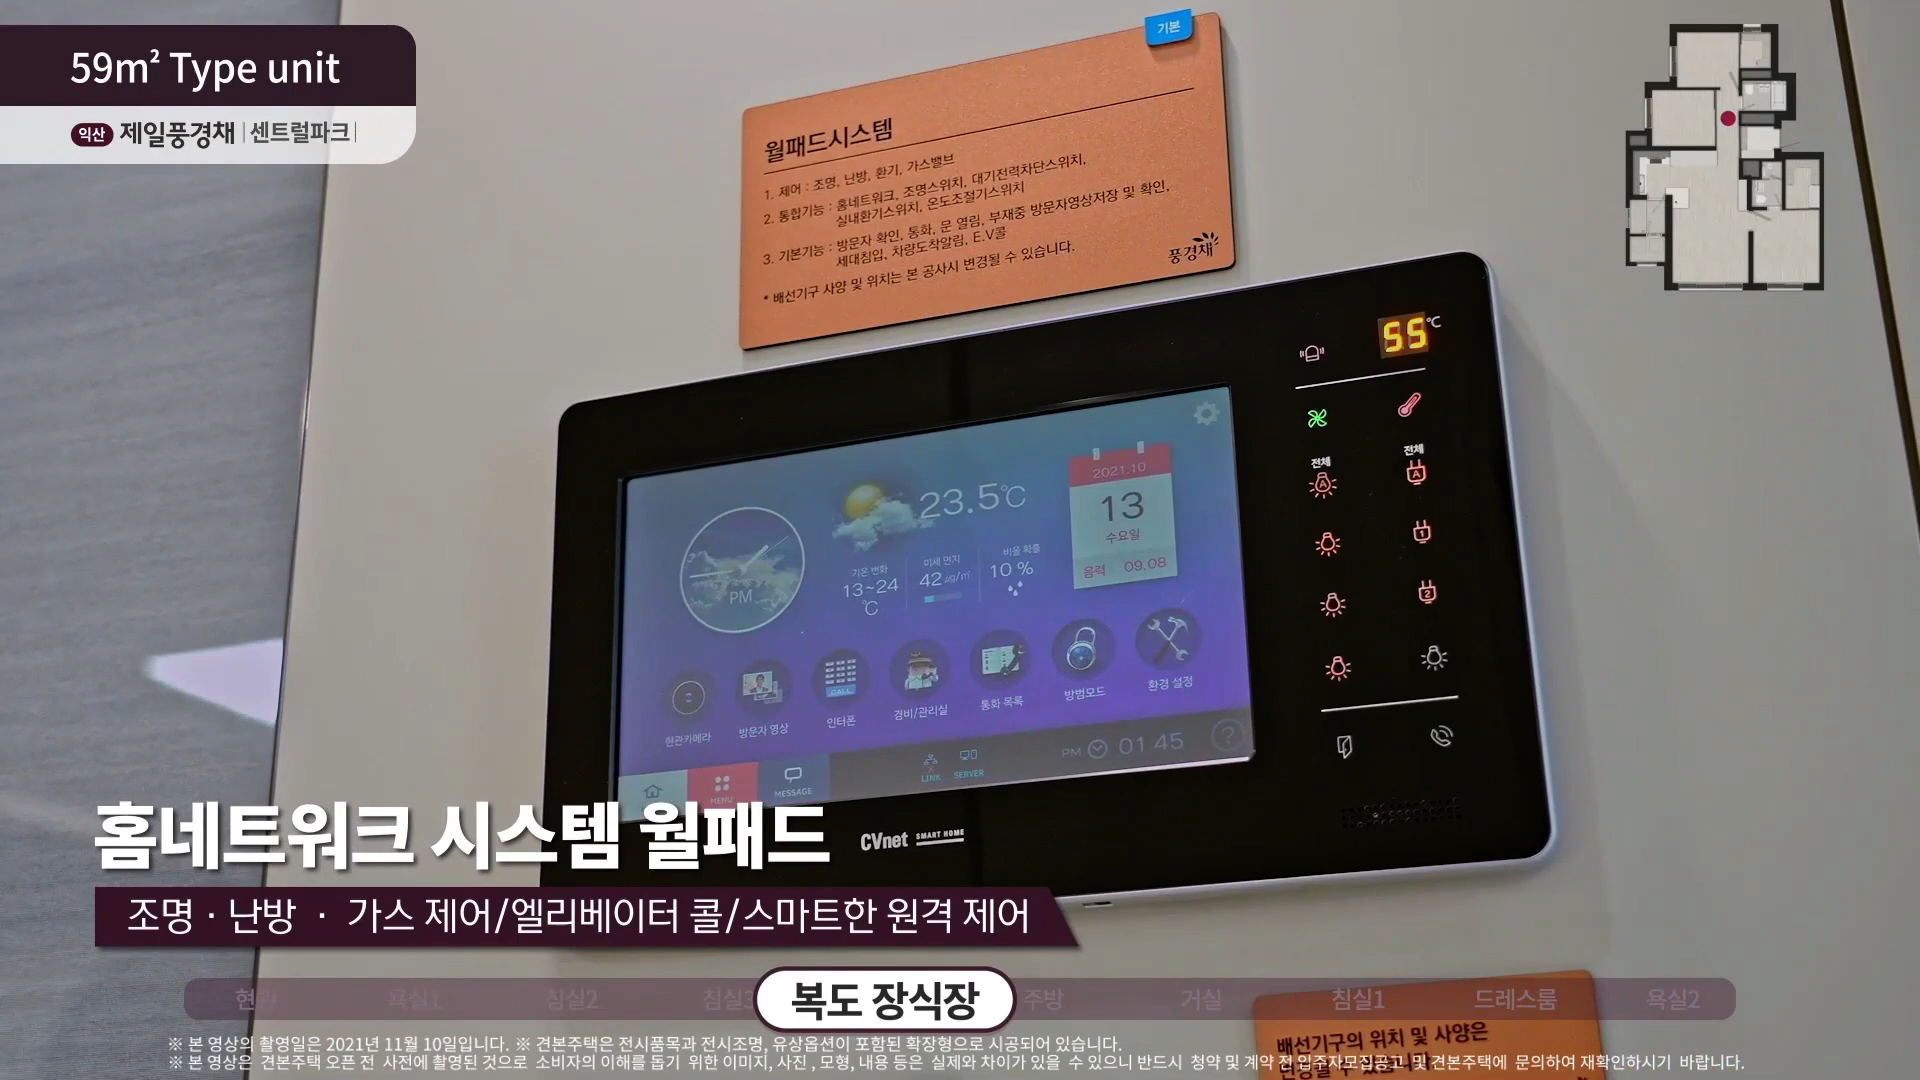 59m² Type unit
익산 제일풍경채 센트럴파크
기본
월패드시스템
1. 제어 : 조명, 난방, 환기, 가스밸브
2. 통합기능 : 홈네트워크, 조명스위치, 대기전력차단스위치,
실내환기스위치, 온도조절기스위치
3. 기본기능 : 방문자 확인, 통화, 문 열림, 부재중 방문자영상저장 및 확인,
세대침입, 차량도착알림, E.V콜
* 배선기구 사양 및 위치는 본 공사시 변경될 수 있습니다.
풍경채
55 °C
전체 전체
A A
1
2
23.5℃
2021.10
13
수요일
음력 09.08
기온 변화 미세 먼지 비올 확률
13~24 ℃ 42 ㎍/㎥ 10 %
PM
현관카메라 방문자 영상 인터폰 경비/관리실 통화 목록 방범모드 환경 설정
CALL
MENU MESSAGE LINK SERVER PM 01 45 ?
CVnet SMART HOME
홈네트워크 시스템 월패드
조명 · 난방 · 가스 제어/엘리베이터 콜/스마트한 원격 제어
욕실1 침실2 침실3 복도 장식장 주방 거실 침실1 드레스룸 욕실2
배선기구의 위치 및 사양은
※ 본 영상의 촬영일은 2021년 11월 10일입니다. ※ 견본주택은 전시품목과 전시조명, 유상옵션이 포함된 확장형으로 시공되어 있습니다.
※ 본 영상은 견본주택 오픈 전 사전에 촬영된 것으로 소비자의 이해를 돕기 위한 이미지, 사진, 모형, 내용 등은 실제와 차이가 있을 수 있으니 반드시 청약 및 계약 전 입주자모집공고 및 견본주택에 문의하여 재확인하시기 바랍니다.